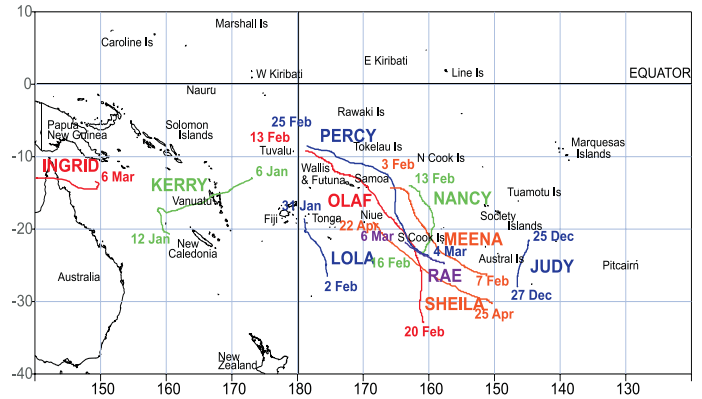 10
Marshall Is
Caroline Is
E Kiribati
W Kiribati
Line Is
EQUATOR
0
Nauru
Rawaki Is
25 Feb
Papua
New Guinea
Solomon
Islands
13 Feb
PERCY
Tuvalu
Tokelau Is
Marquesas
Islands
-10
INGRID
6 Mar
KERRY
6 Jan
Wallis
& Futuna
Samoa
3 Feb
N Cook Is
13 Feb
Vanuatu
OLAF
NANCY
Tuamotu Is
31 Jan
Fiji
Tonga
Niue
22 Apr
Society
Islands
-20
12 Jan
New
Caledonia
6 Mar
S Cook Is
MEENA
25 Dec
4 Mar
LOLA
16 Feb
Austral Is
JUDY
Pitcairn
Australia
RAE
2 Feb
7 Feb
27 Dec
-30
SHEILA
25 Apr
20 Feb
New
Zealand
-40
150
160
170
180
170
160
150
140
130